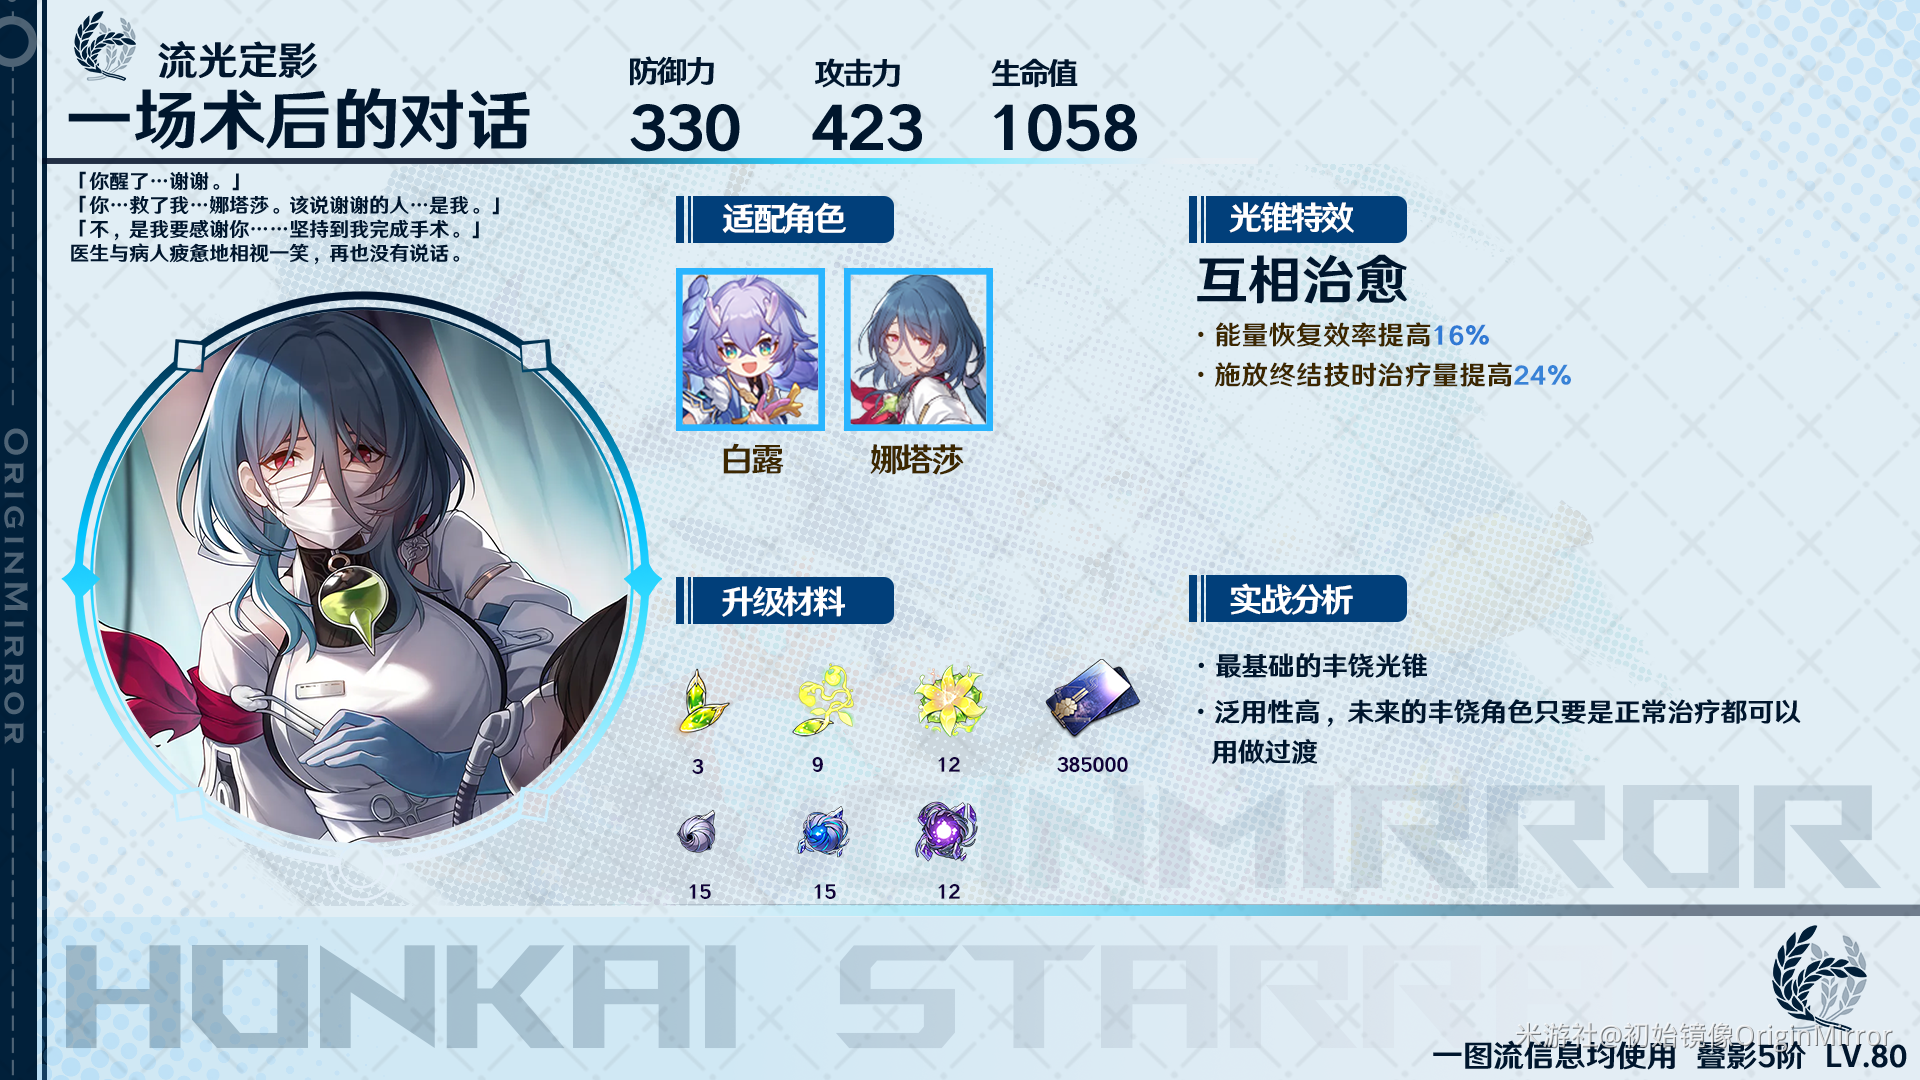 流光定影
一场术后的对话
防御力
330
攻击力
423
生命值
1058
「你醒了…谢谢。」
「你…救了我…娜塔莎。该说谢谢的人…是我。」
「不，是我要感谢你……坚持到我完成手术。」
医生与病人疲惫地相视一笑，再也没有说话。
适配角色
白露
娜塔莎
光锥特效
互相治愈
·能量恢复效率提高16%
·施放终结技时治疗量提高24%
升级材料
3
9
12
385000
15
15
12
实战分析
·最基础的丰饶光锥
·泛用性高，未来的丰饶角色只要是正常治疗都可以
用做过渡
ORIGINMIRROR
HONKAI STARR
米游社@初始镜像OriginMirror
一图流信息均使用 叠影5阶 LV.80